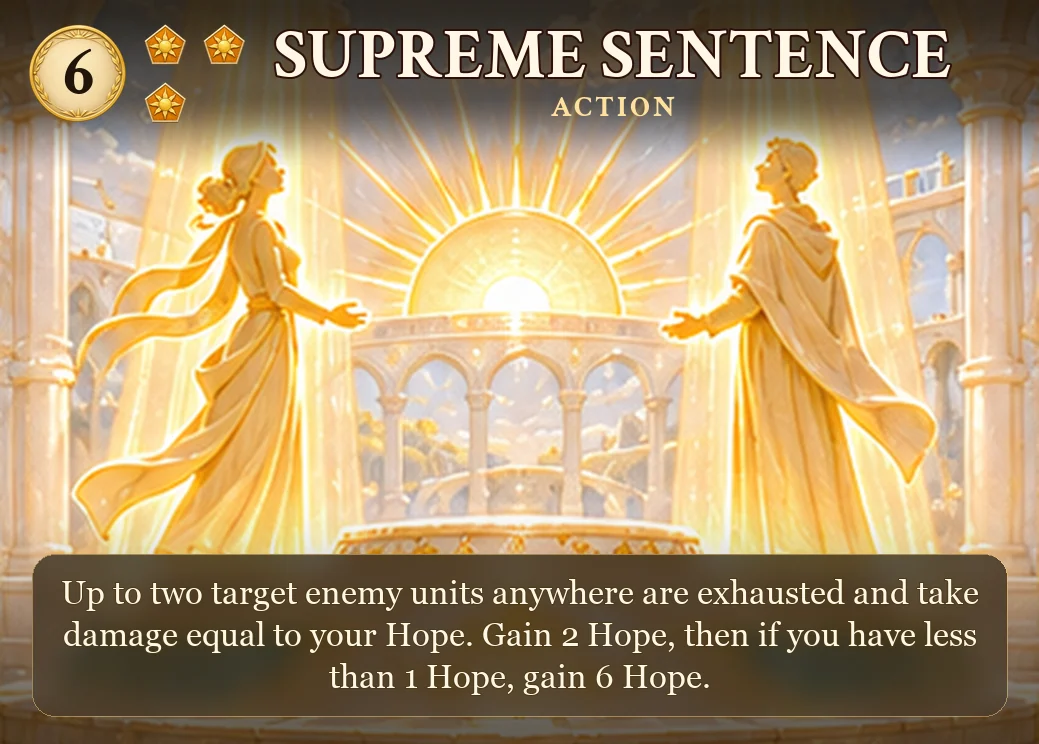 6
SUPREME SENTENCE
ACTION
Up to two target enemy units anywhere are exhausted and take
damage equal to your Hope. Gain 2 Hope, then if you have less
than 1 Hope, gain 6 Hope.